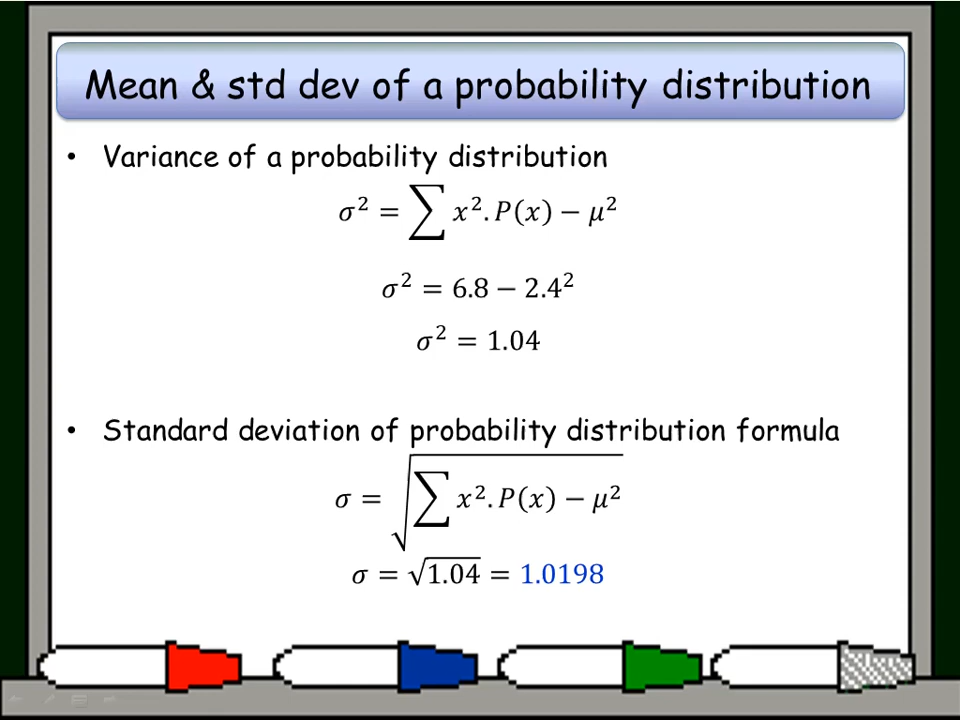 Mean & std dev of a probability distribution
• Variance of a probability distribution
σ² = ∑ x². P(x) − μ²
σ² = 6.8 − 2.4²
σ² = 1.04
• Standard deviation of probability distribution formula
σ = √(∑ x². P(x) − μ²)
σ = √1.04 = 1.0198